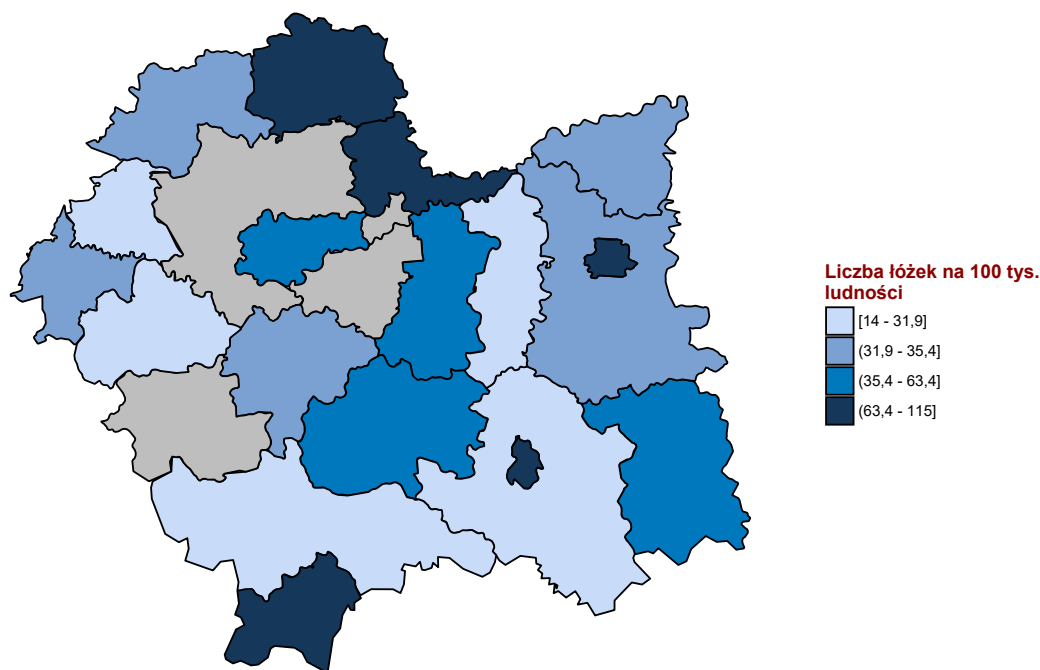 Liczba łóżek na 100 tys.
ludności
[14 - 31,9]
(31,9 - 35,4]
(35,4 - 63,4]
(63,4 - 115]